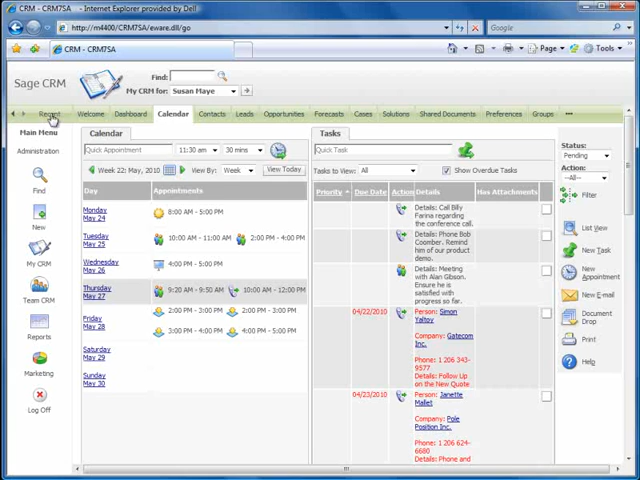 CRM - CRM7SA - Internet Explorer provided by Dell
http://m4400/CRM7SA/eware.dll/go
Google
CRM - CRM7SA
Page
Tools
Sage CRM
Find:
My CRM for: Susan Maye
Recent
Welcome
Dashboard
Calendar
Contacts
Leads
Opportunities
Forecasts
Cases
Solutions
Shared Documents
Preferences
Groups
Main Menu
Administration
Find
New
My CRM
Team CRM
Reports
Marketing
Log Off
Calendar
Quick Appointment
11:30 am
30 mins
Week 22: May, 2010
View By: Week
View Today
Day
Appointments
Monday
May 24
8:00 AM - 5:00 PM
Tuesday
May 25
10:00 AM - 11:00 AM
2:00 PM - 4:00 PM
Wednesday
May 26
4:00 PM - 5:00 PM
Thursday
May 27
9:20 AM - 9:50 AM
10:00 AM - 12:00 PM
Friday
May 28
2:00 PM - 3:00 PM
2:00 PM - 3:00 PM
3:00 PM - 4:00 PM
3:30 PM - 4:30 PM
Saturday
May 29
Sunday
May 30
Tasks
Quick Task
Tasks to View: All
Show Overdue Tasks
Priority
Due Date
Action
Details
Has Attachments
Details: Call Billy
Farina regarding
the conference call.
Details: Phone Bob
Coomber. Remind
him of our product
demo.
Details: Meeting
with Alan Gibson.
Ensure he is
satisfied with
progress so far.
04/22/2010
Person: Simon
Yaltoy
Company: Gatecom
Inc.
Phone: 1 206 343-
9577
Details: Follow Up
on the New Quote
04/23/2010
Person: Janette
Mallet
Company: Pole
Position Inc.
Phone: 1 206 624-
6680
Details: Phone and
Status:
Pending
Action:
--All--
Filter
List View
New Task
New
Appointment
New E-mail
Document
Drop
Print
Help